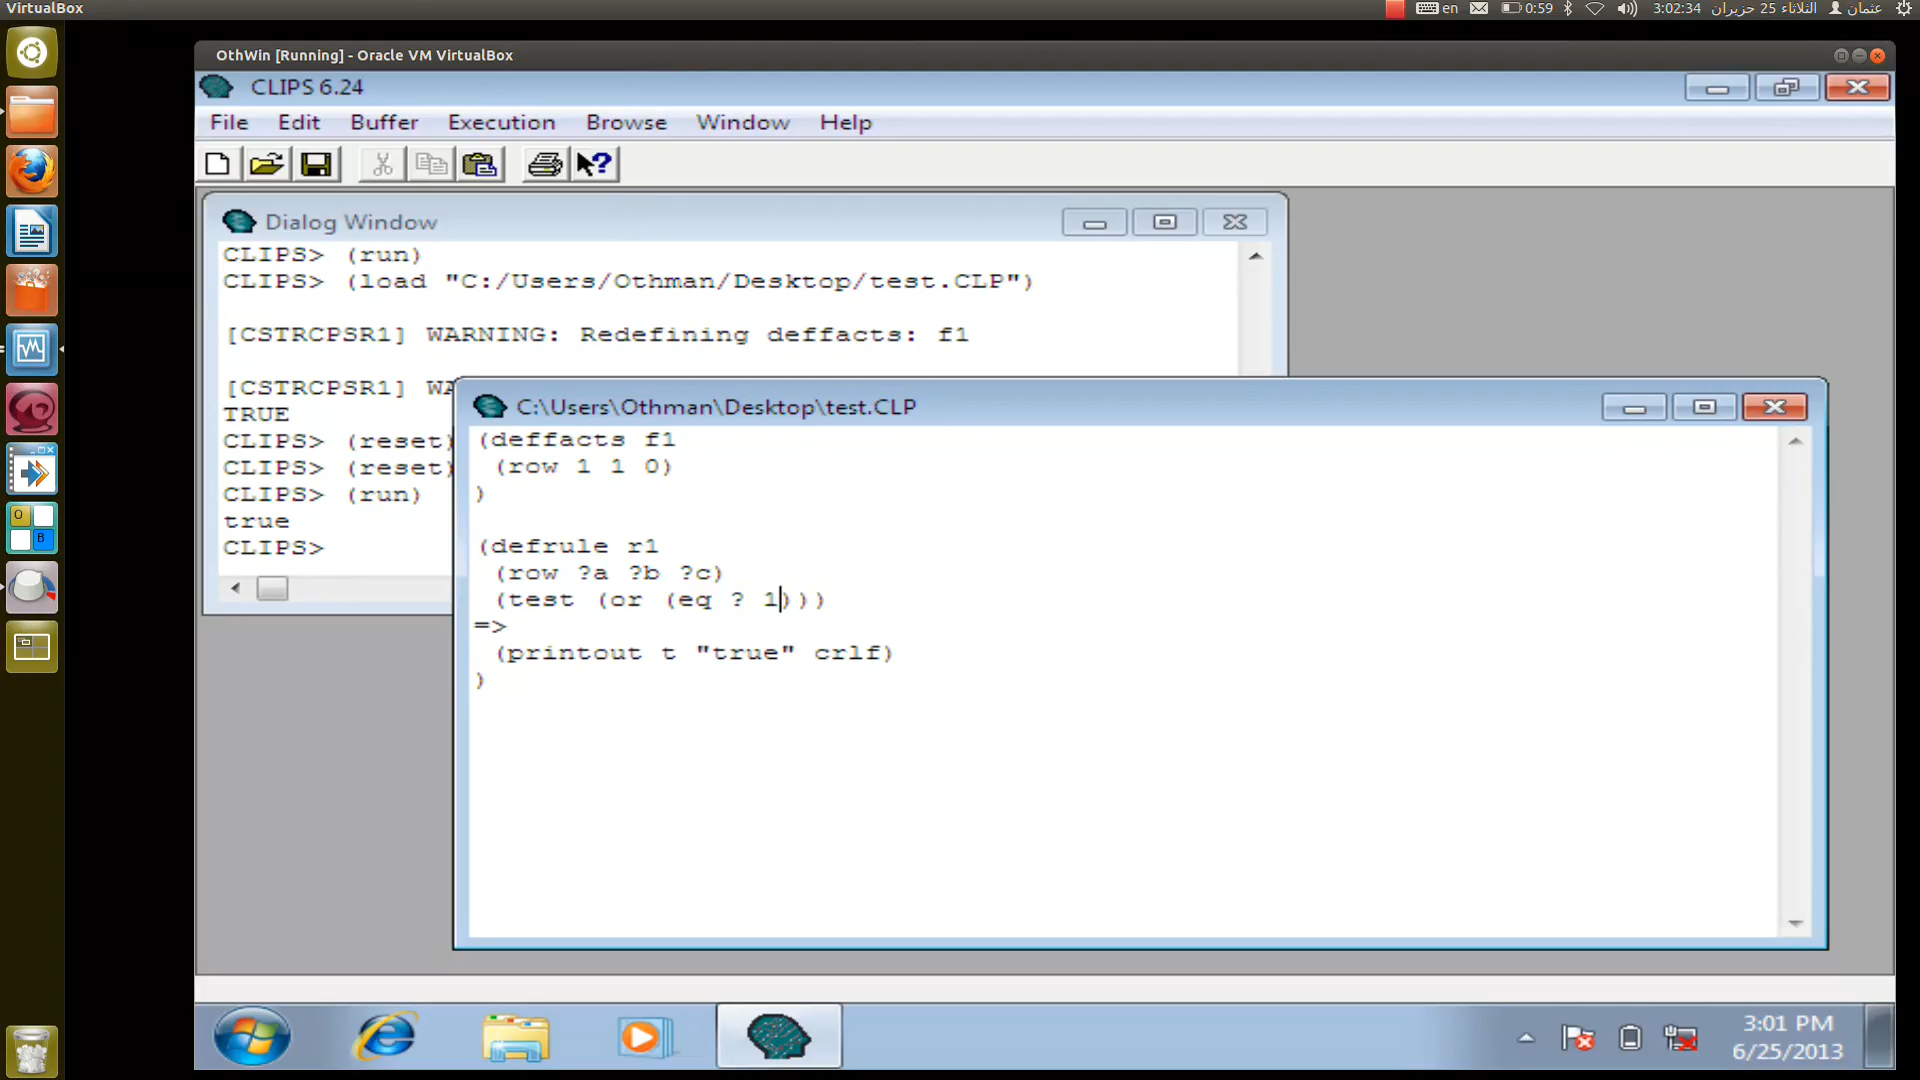 VirtualBox
en
0:59
3:02:34 الثلاثاء 25 حزيران
عثمان
OthWin [Running] - Oracle VM VirtualBox
CLIPS 6.24
File Edit Buffer Execution Browse Window Help
Dialog Window
CLIPS> (run)
CLIPS> (load "C:/Users/Othman/Desktop/test.CLP")
[CSTRCPSR1] WARNING: Redefining deffacts: f1
[CSTRCPSR1] WA
TRUE
CLIPS> (reset)
CLIPS> (reset)
CLIPS> (run)
true
CLIPS>
C:\Users\Othman\Desktop\test.CLP
(deffacts f1
(row 1 1 0)
)
(defrule r1
(row ?a ?b ?c)
(test (or (eq ? 1)))
=>
(printout t "true" crlf)
)
O
B
3:01 PM
6/25/2013